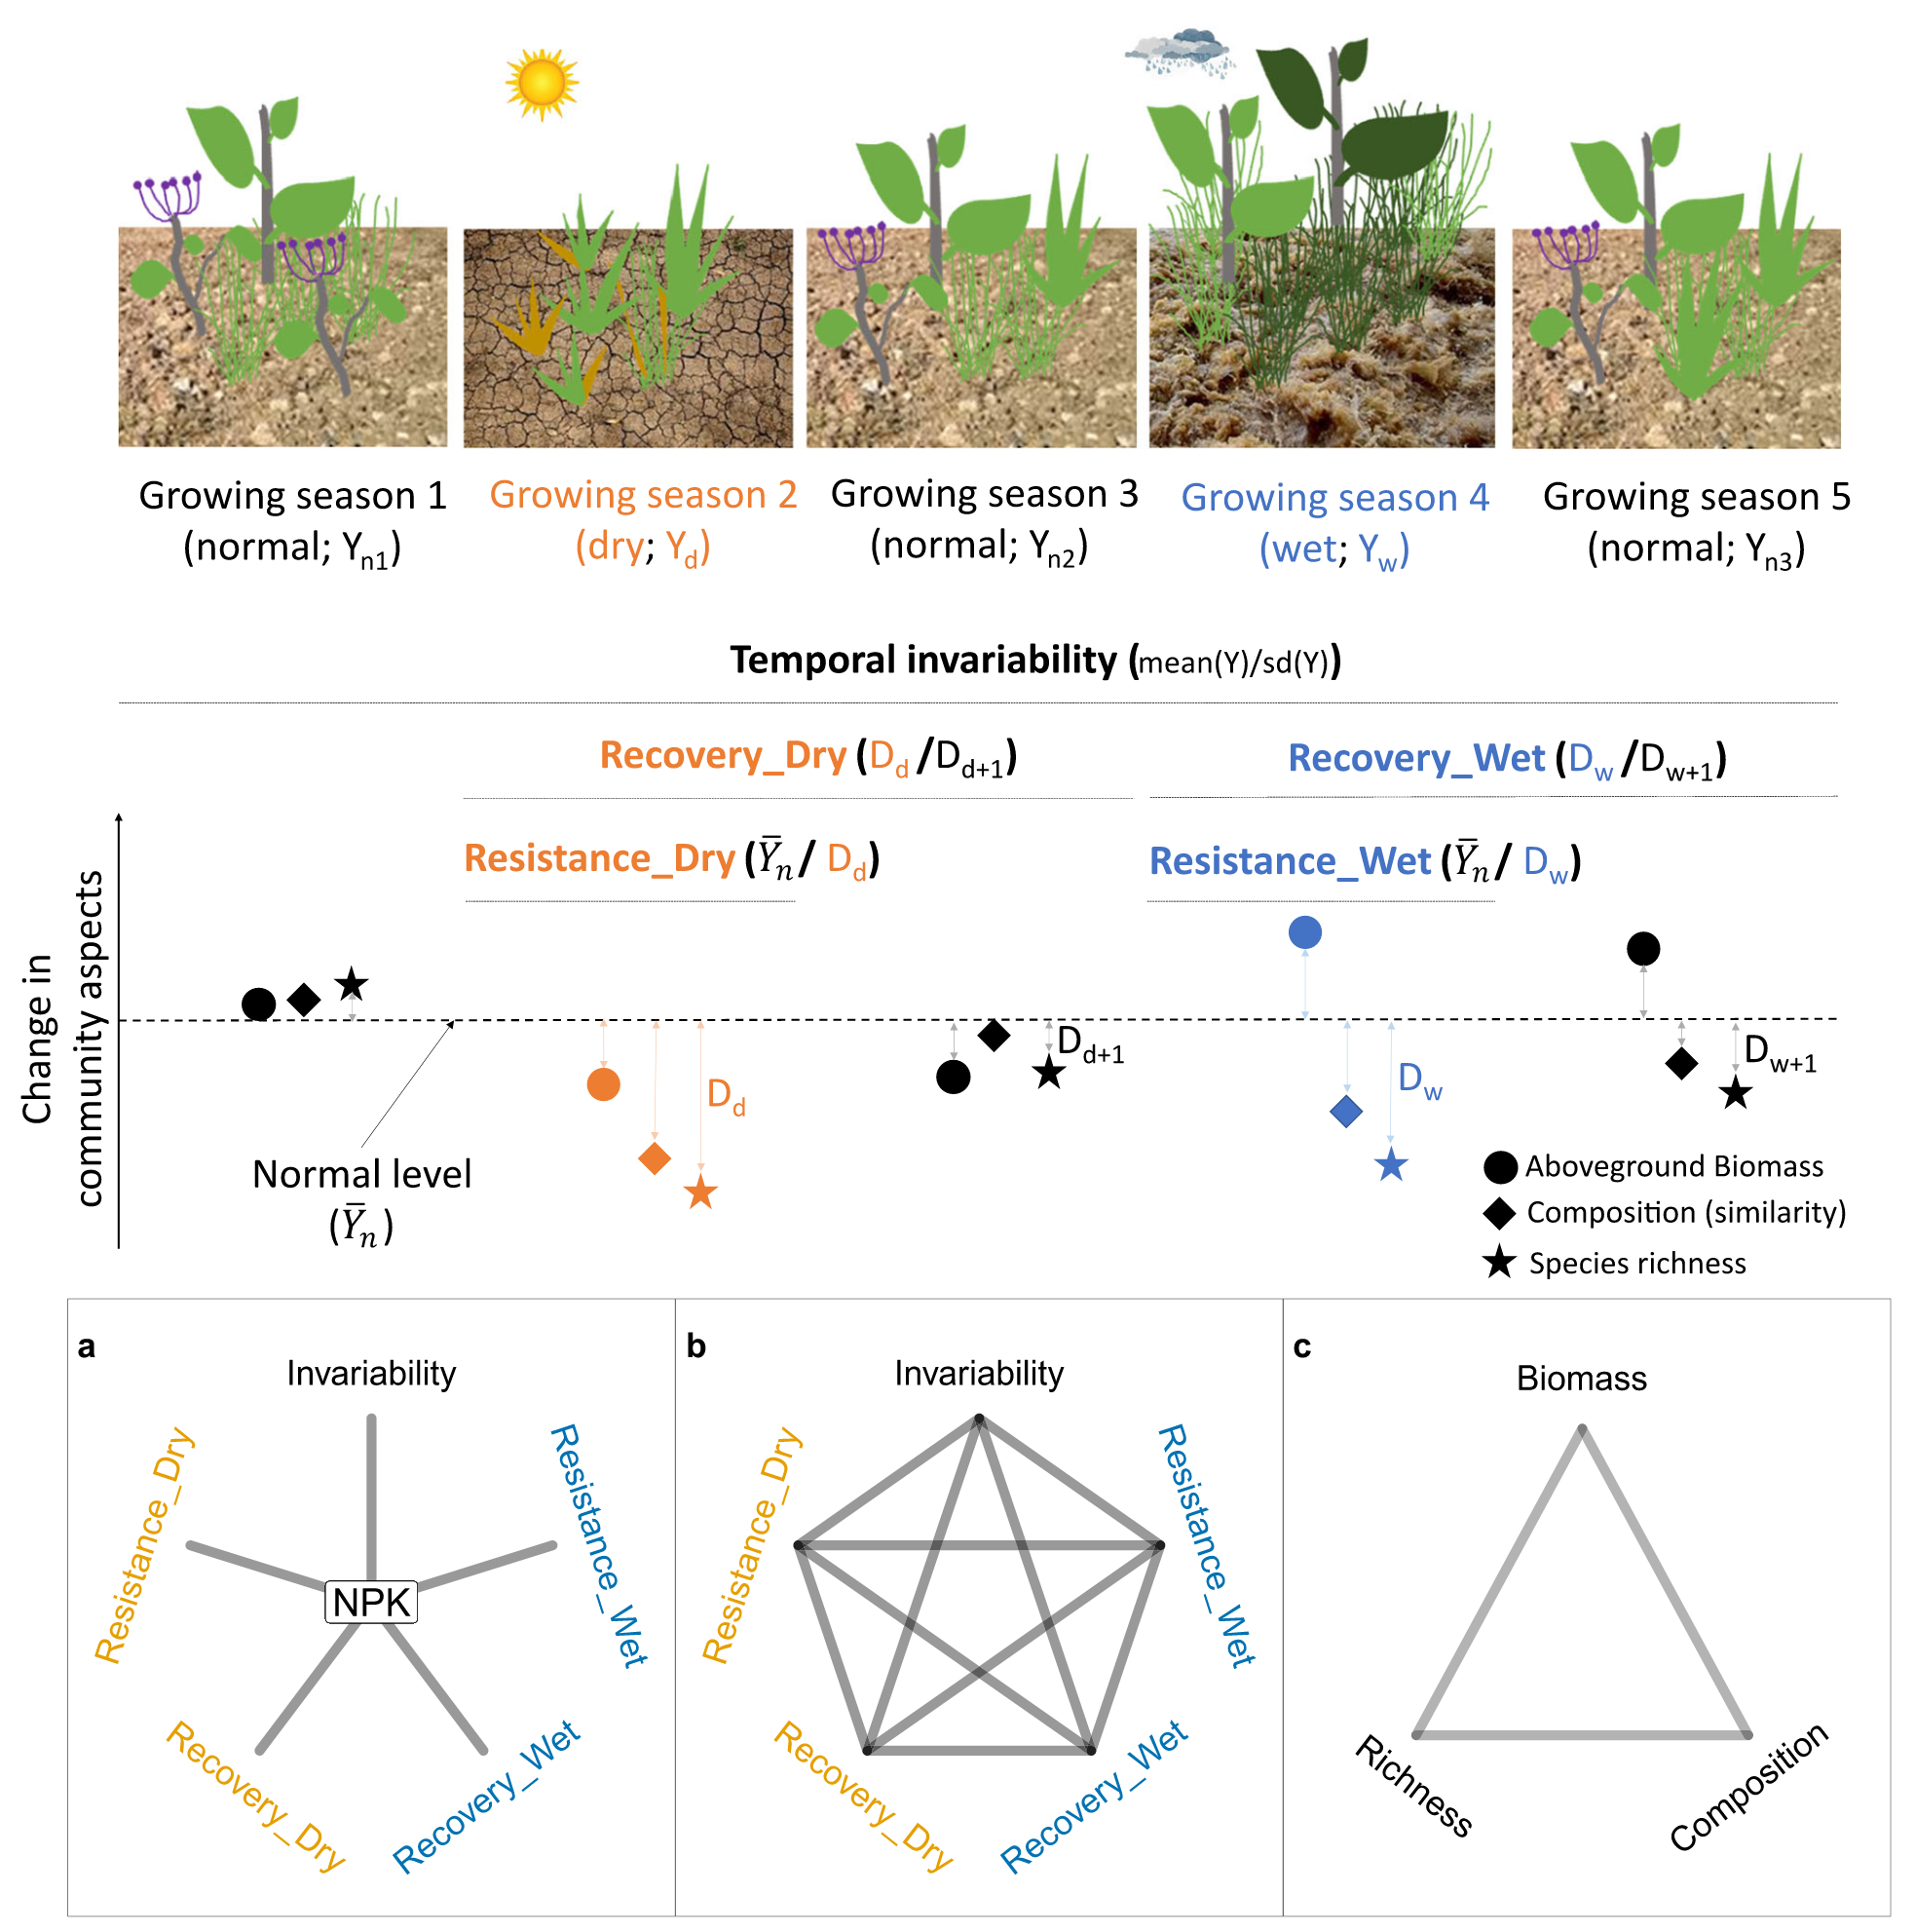 Growing season 1
(normal; Yn1)
Growing season 2
(dry; Yd)
Growing season 3
(normal; Yn2)
Growing season 4
(wet; Yw)
Growing season 5
(normal; Yn3)
Temporal invariability (mean(Y)/sd(Y))
Recovery_Dry (Dd /Dd+1)
Recovery_Wet (Dw /Dw+1)
Resistance_Dry (Ȳn/ Dd)
Resistance_Wet (Ȳn/ Dw)
Change in
community aspects
Dd
Dd+1
Dw
Dw+1
Normal level
(Ȳn)
Aboveground Biomass
Composition (similarity)
Species richness
a
Invariability
Resistance_Dry
Resistance_Wet
NPK
Recovery_Dry
Recovery_Wet
b
Invariability
Resistance_Dry
Resistance_Wet
Recovery_Dry
Recovery_Wet
c
Biomass
Richness
Composition